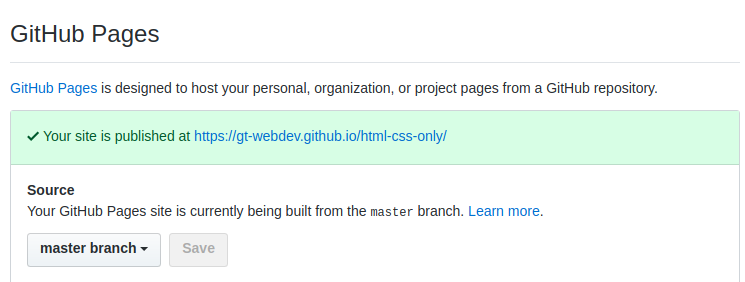 GitHub Pages
GitHub Pages is designed to host your personal, organization, or project pages from a GitHub repository.
Your site is published at https://gt-webdev.github.io/html-css-only/
Source
Your GitHub Pages site is currently being built from the master branch. Learn more.
master branch Save